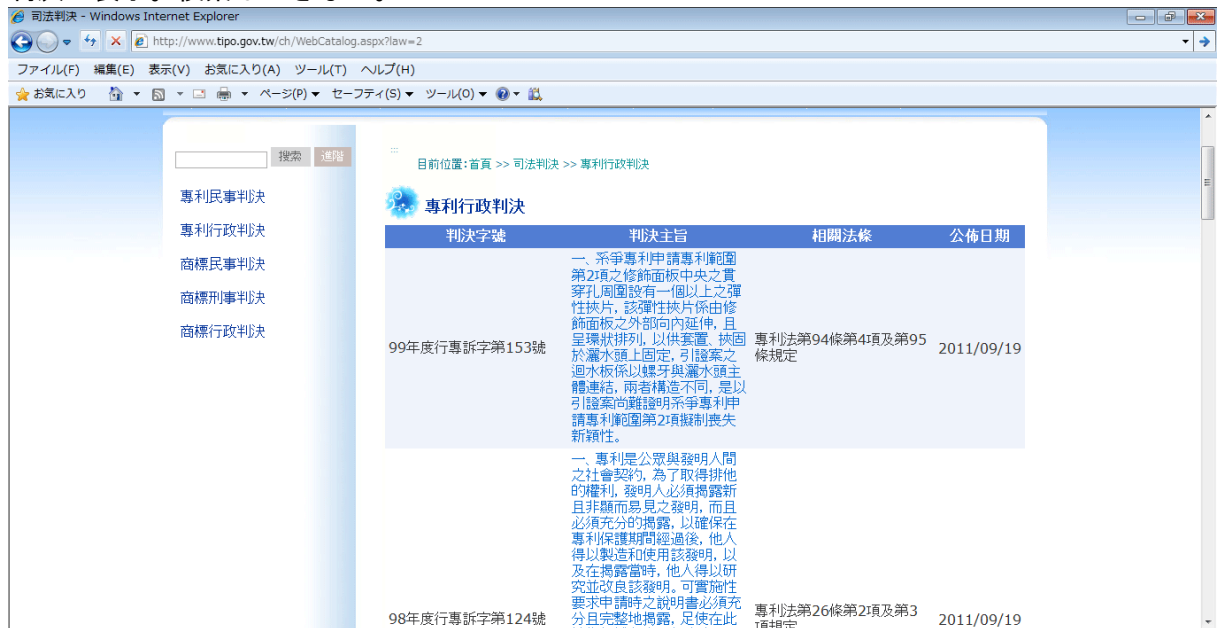 司法判決 - Windows Internet Explorer
http://www.tipo.gov.tw/ch/WebCatalog.aspx?law=2
ファイル(F) 編集(E) 表示(V) お気に入り(A) ツール(T) ヘルプ(H)
お気に入り ページ(P) セーフティ(S) ツール(O)
搜索 進階
目前位置:首頁 >> 司法判決 >> 專利行政判決
專利民事判決
專利行政判決
商標民事判決
商標刑事判決
商標行政判決
專利行政判決
判決字號 判決主旨 相關法條 公佈日期
99年度行專訴字第153號
一、系爭專利申請專利範圍
第2項之修飾面板中央之貫
穿孔周圍設有一個以上之彈
性挾片, 該彈性挾片係由修
飾面板之外部向內延伸, 且
呈環狀排列, 以供套置、挾固
於灑水頭上固定, 引證案之
迴水板係以螺牙與灑水頭主
體連結, 兩者構造不同, 是以
引證案尚難證明系爭專利申
請專利範圍第2項擬制喪失
新穎性。
專利法第94條第4項及第95
條規定
2011/09/19
98年度行專訴字第124號
一、專利是公眾與發明人間
之社會契約, 為了取得排他
的權利, 發明人必須揭露新
且非顯而易見之發明, 而且
必須充分的揭露, 以確保在
專利保護期間經過後, 他人
得以製造和使用該發明, 以
及在揭露當時, 他人得以研
究並改良該發明。可實施性
要求申請時之說明書必須充
分且完整地揭露, 足使在此
專利法第26條第2項及第3
項規定
2011/09/19